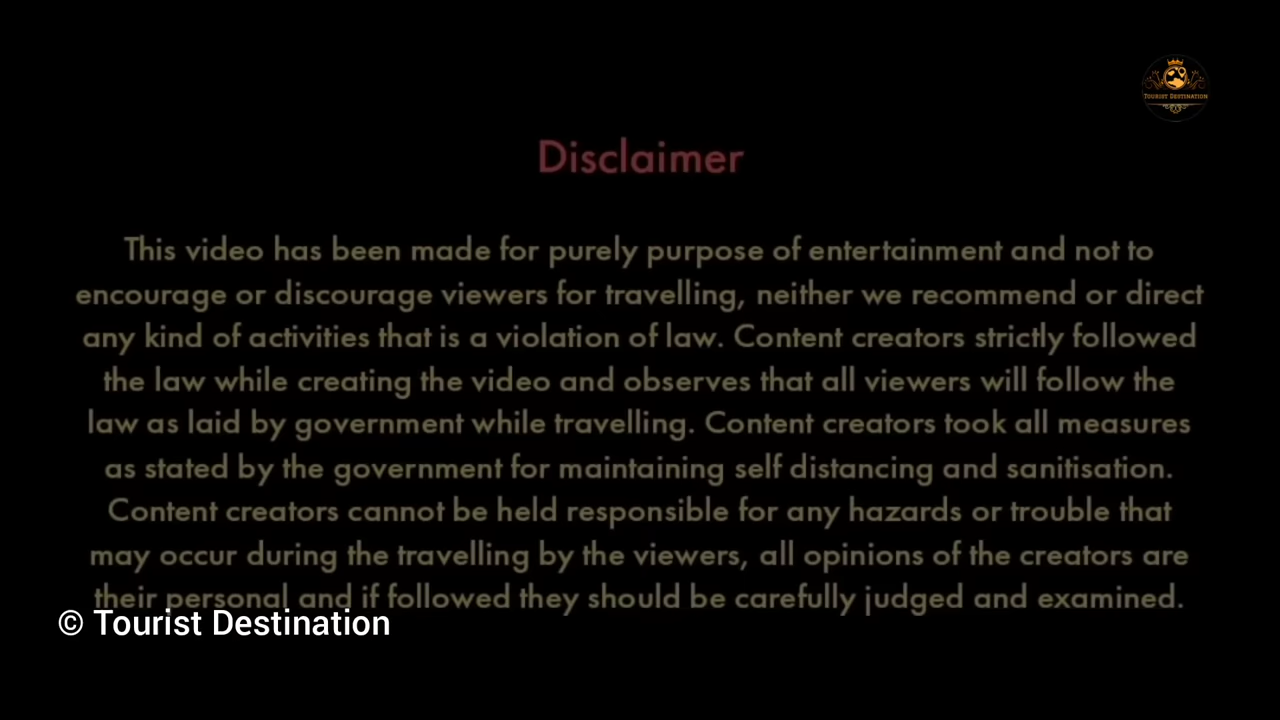 TOURIST DESTINATION
Disclaimer
This video has been made for purely purpose of entertainment and not to
encourage or discourage viewers for travelling, neither we recommend or direct
any kind of activities that is a violation of law. Content creators strictly followed
the law while creating the video and observes that all viewers will follow the
law as laid by government while travelling. Content creators took all measures
as stated by the government for maintaining self distancing and sanitisation.
Content creators cannot be held responsible for any hazards or trouble that
may occur during the travelling by the viewers, all opinions of the creators are
their personal and if followed they should be carefully judged and examined.
© Tourist Destination